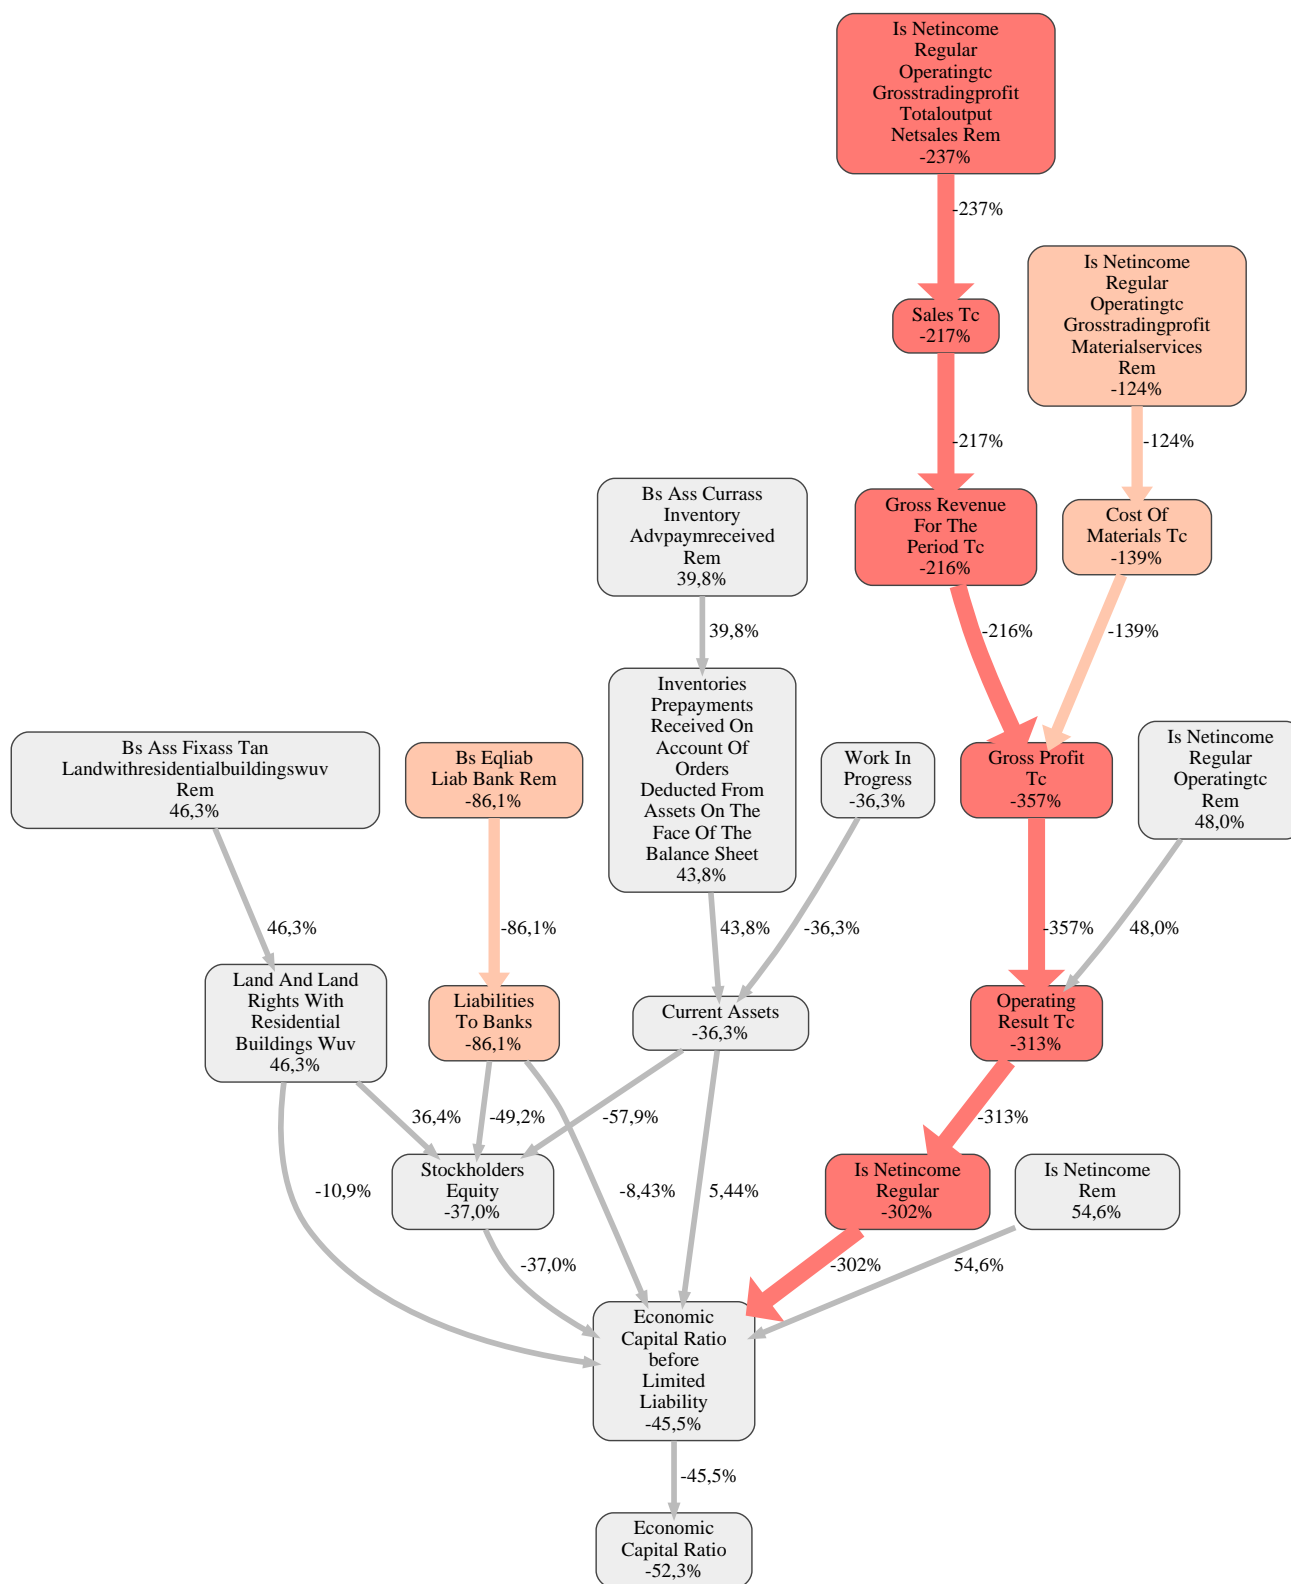 Is Netincome
Regular
Operatingtc
Grosstradingprofit
Totaloutput
Netsales Rem
-237%
-237%
Is Netincome
Regular
Operatingtc
Grosstradingprofit
Materialservices
Rem
-124%
Sales Tc
-217%
-217%
-124%
Bs Ass Currass
Inventory
Advpaymreceived
Rem
39,8%
Gross Revenue
For The
Period Tc
-216%
Cost Of
Materials Tc
-139%
39,8%
-216%
-139%
Inventories
Prepayments
Received On
Account Of
Orders
Deducted From
Assets On The
Face Of The
Balance Sheet
43,8%
Bs Ass Fixass Tan
Landwithresidentialbuildingswuv
Rem
46,3%
Bs Eqliab
Liab Bank Rem
-86,1%
Work In
Progress
-36,3%
Gross Profit
Tc
-357%
Is Netincome
Regular
Operatingtc
Rem
48,0%
46,3%
-86,1%
43,8%
-36,3%
-357%
48,0%
Land And Land
Rights With
Residential
Buildings Wuv
46,3%
Liabilities
To Banks
-86,1%
Current Assets
-36,3%
Operating
Result Tc
-313%
36,4%
-49,2%
-57,9%
-313%
Stockholders
Equity
-37,0%
Is Netincome
Regular
-302%
Is Netincome
Rem
54,6%
-10,9%
-8,43%
5,44%
-37,0%
-302%
54,6%
Economic
Capital Ratio
before
Limited
Liability
-45,5%
-45,5%
Economic
Capital Ratio
-52,3%